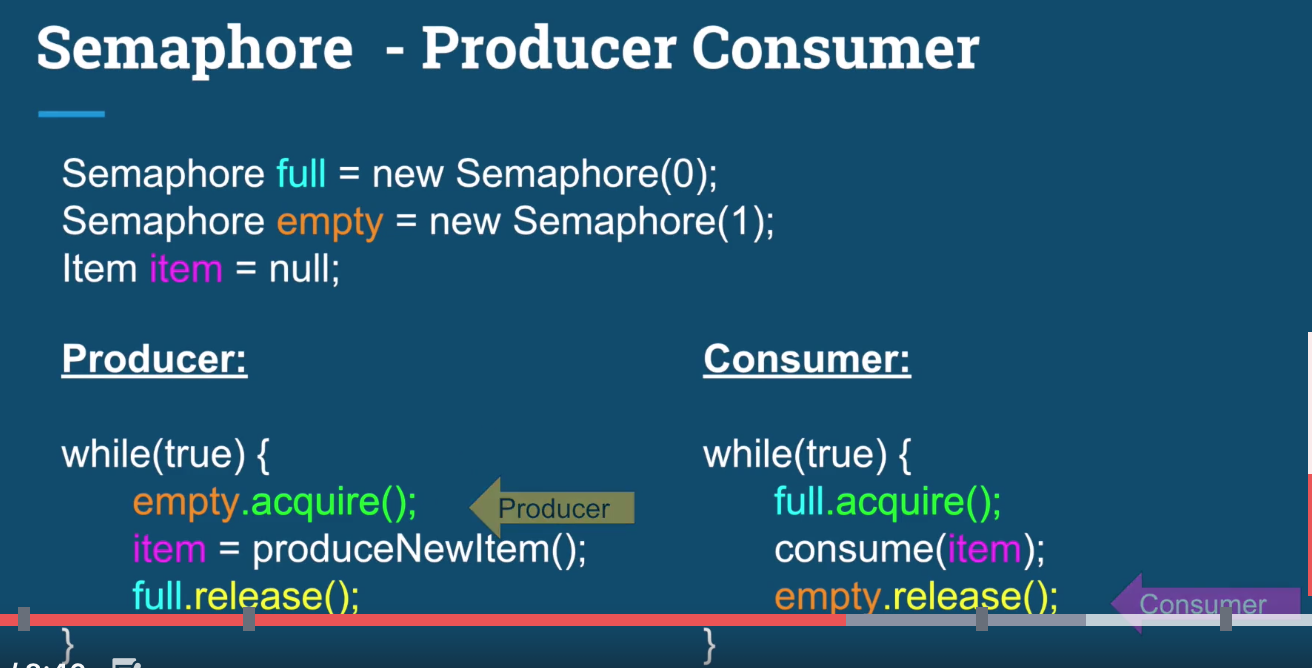 Semaphore - Producer Consumer
Semaphore full = new Semaphore(0);
Semaphore empty = new Semaphore(1);
Item item = null;
Producer:
while(true) {
empty.acquire();
Producer
item = produceNewItem();
full.release();
}
Consumer:
while(true) {
full.acquire();
consume(item);
empty.release();
Consumer
}